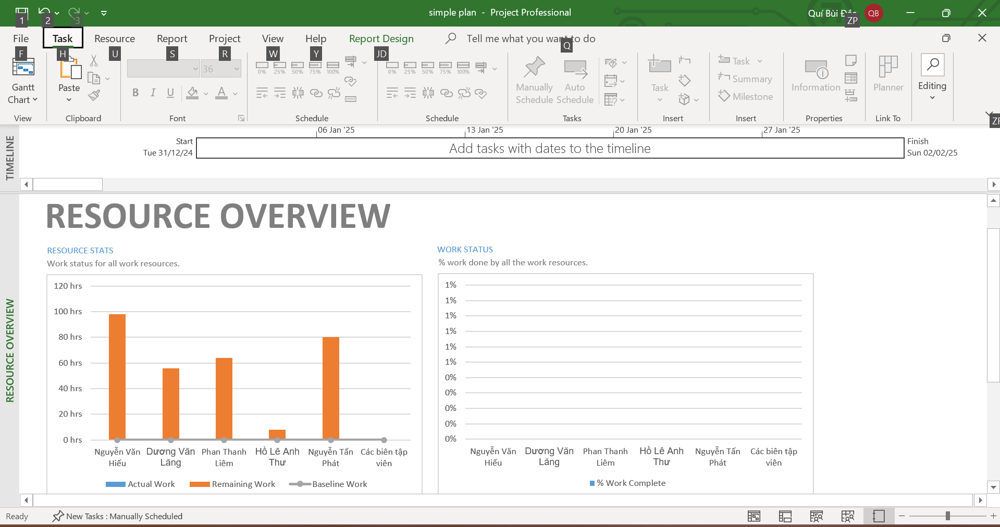 simple plan - Project Professional
Quí Bùi Đắc
QB
1
2
3
ZP
File
Task
Resource
Report
Project
View
Help
Report Design
Tell me what you want to do
F
H
U
S
R
W
Y
JD
Q
Gantt
Chart
View
Paste
Clipboard
36
B I U
A
Font
0% 25% 50% 75% 100%
Schedule
0% 25% 50% 75% 100%
Schedule
Manually
Schedule
Auto
Schedule
Tasks
Task
Insert
Task
Summary
Milestone
Insert
Information
Properties
Planner
Link To
Editing
TIMELINE
06 Jan '25
13 Jan '25
20 Jan '25
27 Jan '25
Start
Tue 31/12/24
Add tasks with dates to the timeline
Finish
Sun 02/02/25
RESOURCE OVERVIEW
RESOURCE OVERVIEW
RESOURCE STATS
Work status for all work resources.
120 hrs
100 hrs
80 hrs
60 hrs
40 hrs
20 hrs
0 hrs
Nguyễn Văn
Hiếu
Dương Văn
Lăng
Phan Thanh
Liêm
Hồ Lê Anh
Thư
Nguyễn Tấn
Phát
Các biên tập
viên
Actual Work
Remaining Work
Baseline Work
WORK STATUS
% work done by all the work resources.
1%
1%
1%
1%
1%
1%
0%
0%
0%
0%
0%
Nguyễn Văn
Hiếu
Dương Văn
Lăng
Phan Thanh
Liêm
Hồ Lê Anh
Thư
Nguyễn Tấn
Phát
Các biên tập
viên
% Work Complete
Ready
New Tasks : Manually Scheduled